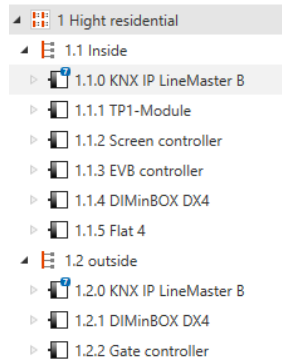 1 Hight residential
1.1 Inside
7
1.1.0 KNX IP LineMaster B
1.1.1 TP1-Module
1.1.2 Screen controller
1.1.3 EVB controller
1.1.4 DIMinBOX DX4
1.1.5 Flat 4
1.2 outside
7
1.2.0 KNX IP LineMaster B
1.2.1 DIMinBOX DX4
1.2.2 Gate controller